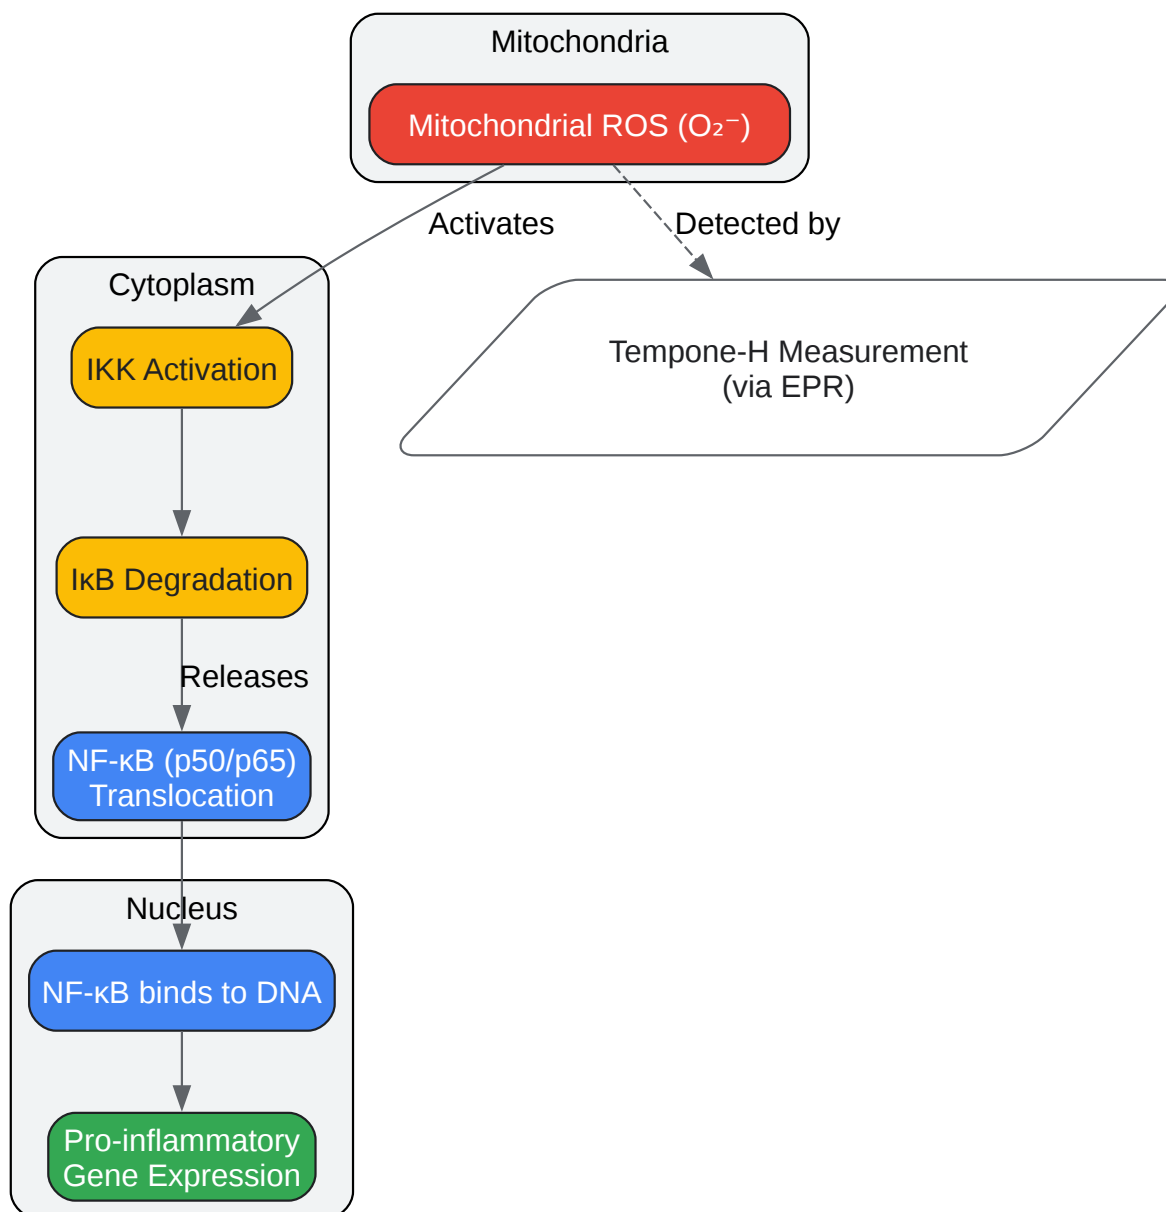 Mitochondria
Mitochondrial ROS (O₂⁻)
Activates
Detected by
Cytoplasm
IKK Activation
Tempone-H Measurement
(via EPR)
IκB Degradation
Releases
NF-κB (p50/p65)
Translocation
Nucleus
NF-κB binds to DNA
Pro-inflammatory
Gene Expression